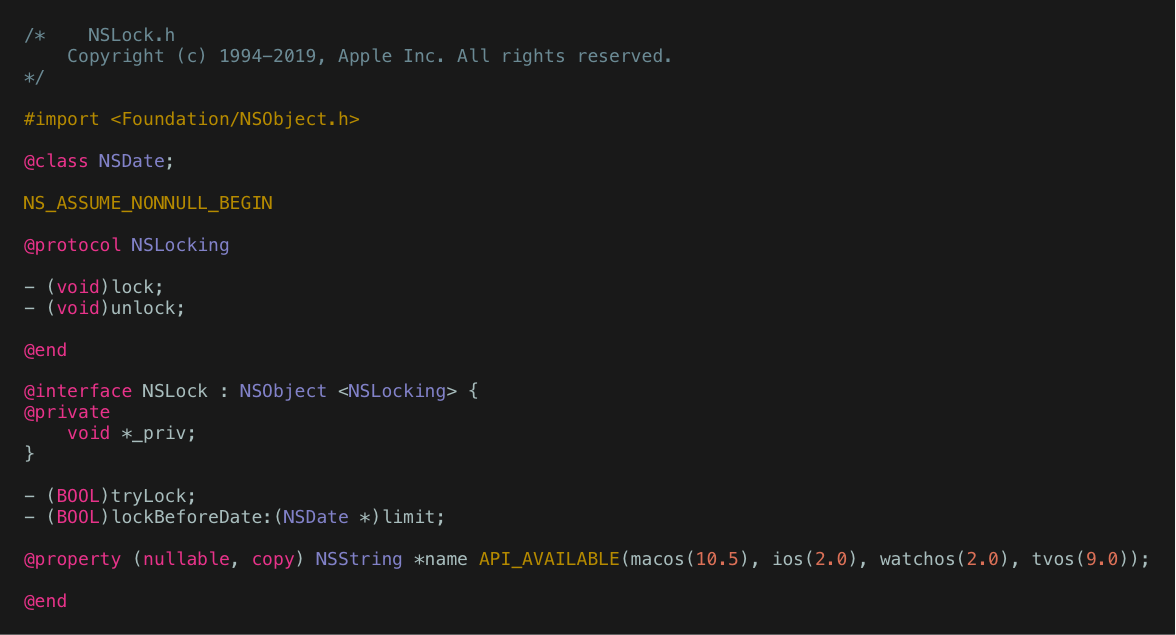 /*    NSLock.h
    Copyright (c) 1994-2019, Apple Inc. All rights reserved.
*/

#import <Foundation/NSObject.h>

@class NSDate;

NS_ASSUME_NONNULL_BEGIN

@protocol NSLocking

- (void)lock;
- (void)unlock;

@end

@interface NSLock : NSObject <NSLocking> {
@private
    void *_priv;
}

- (BOOL)tryLock;
- (BOOL)lockBeforeDate:(NSDate *)limit;

@property (nullable, copy) NSString *name API_AVAILABLE(macos(10.5), ios(2.0), watchos(2.0), tvos(9.0));

@end